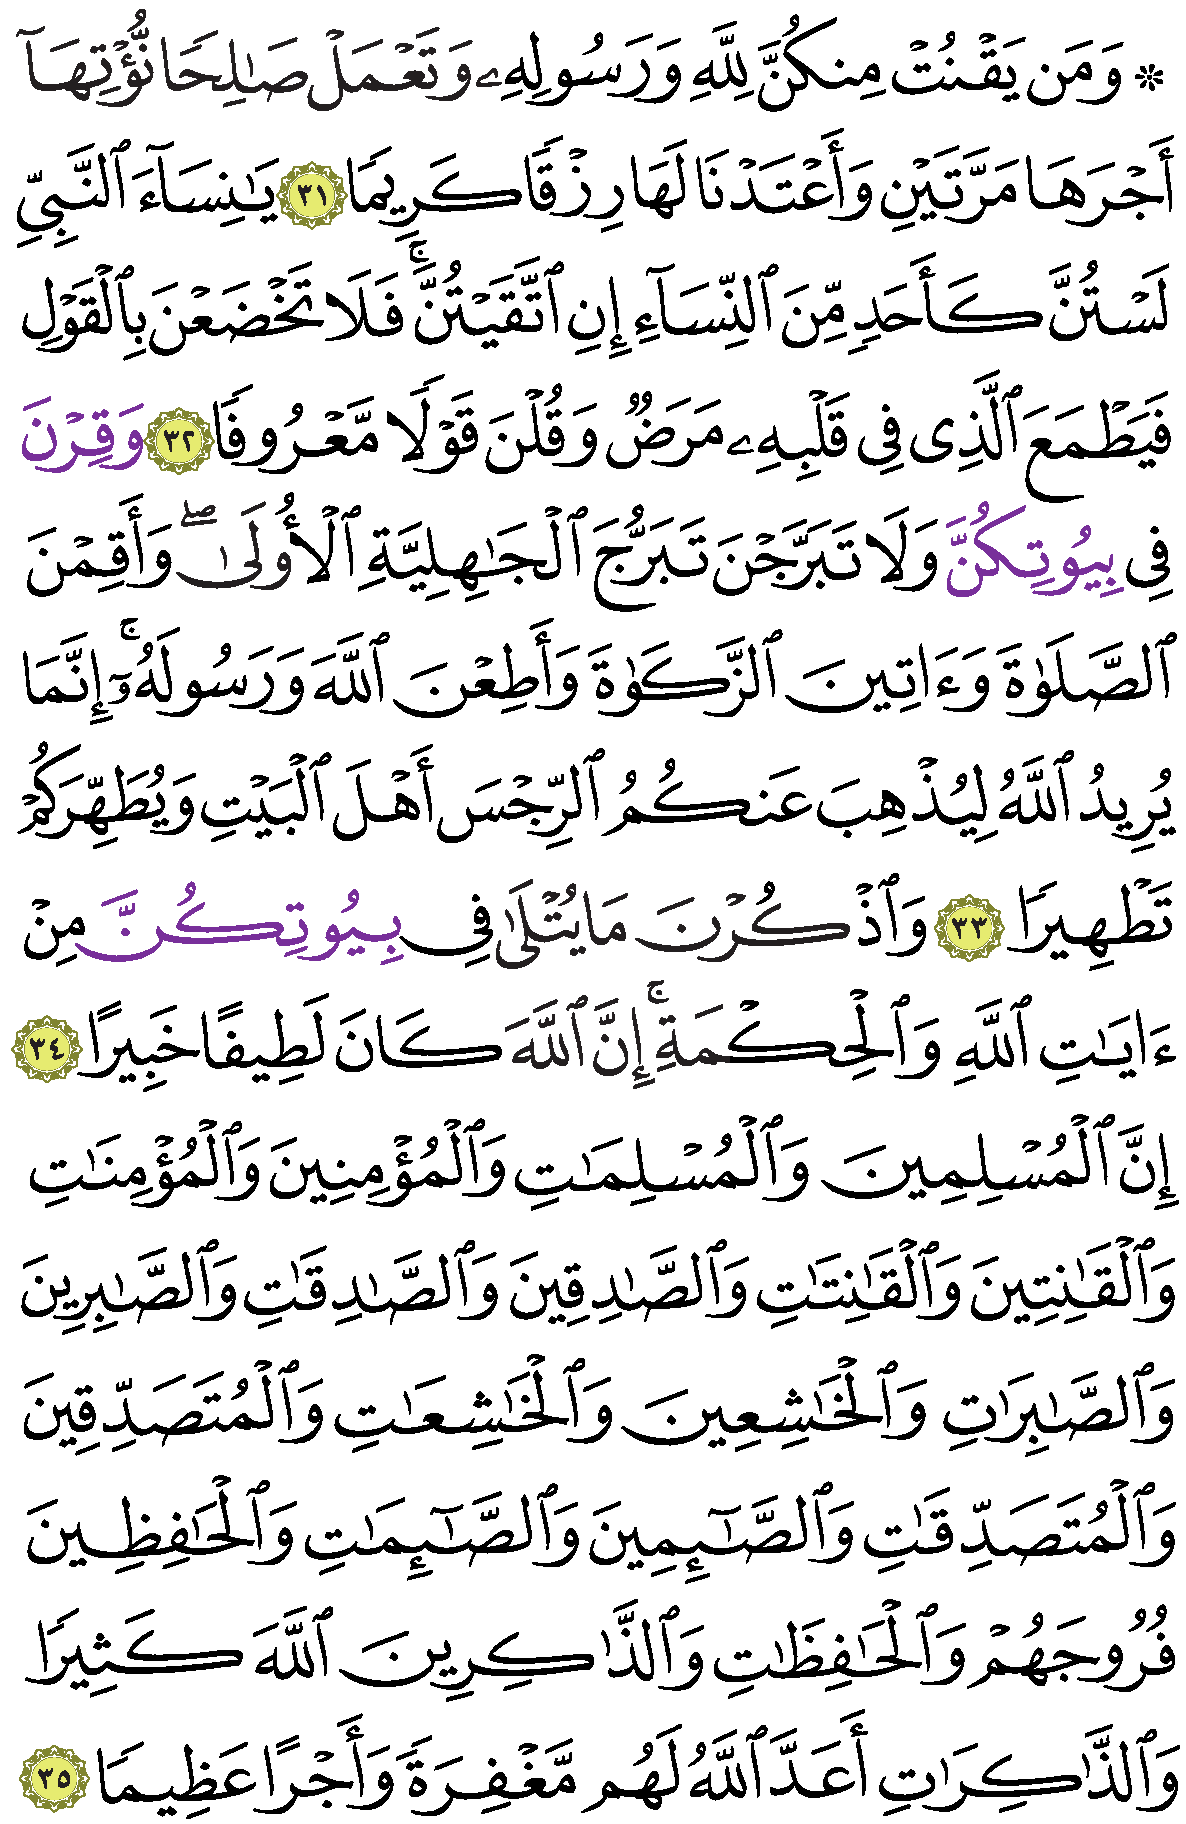 ۞ وَمَن يَقْنُتْ مِنكُنَّ لِلَّهِ وَرَسُولِهِۦ وَتَعْمَلْ صَٰلِحًا نُّؤْتِهَآ
أَجْرَهَا مَرَّتَيْنِ وَأَعْتَدْنَا لَهَا رِزْقًا كَرِيمًا ٣١ يَٰنِسَآءَ ٱلنَّبِيِّ
لَسْتُنَّ كَأَحَدٍ مِّنَ ٱلنِّسَآءِ إِنِ ٱتَّقَيْتُنَّۚ فَلَا تَخْضَعْنَ بِٱلْقَوْلِ
فَيَطْمَعَ ٱلَّذِى فِى قَلْبِهِۦ مَرَضٌ وَقُلْنَ قَوْلًا مَّعْرُوفًا ٣٢ وَقِرْنَ
فِى بِيُوتِكُنَّ وَلَا تَبَرَّجْنَ تَبَرُّجَ ٱلْجَٰهِلِيَّةِ ٱلْأُولَىٰۖ وَأَقِمْنَ
ٱلصَّلَوٰةَ وَءَاتِينَ ٱلزَّكَوٰةَ وَأَطِعْنَ ٱللَّهَ وَرَسُولَهُۥٓۚ إِنَّمَا
يُرِيدُ ٱللَّهُ لِيُذْهِبَ عَنكُمُ ٱلرِّجْسَ أَهْلَ ٱلْبَيْتِ وَيُطَهِّرَكُمْ
تَطْهِيرًا ٣٣ وَٱذْكُرْنَ مَا يُتْلَىٰ فِى بِيُوتِكُنَّ مِنْ
ءَايَٰتِ ٱللَّهِ وَٱلْحِكْمَةِۚ إِنَّ ٱللَّهَ كَانَ لَطِيفًا خَبِيرًا ٣٤
إِنَّ ٱلْمُسْلِمِينَ وَٱلْمُسْلِمَٰتِ وَٱلْمُؤْمِنِينَ وَٱلْمُؤْمِنَٰتِ
وَٱلْقَٰنِتِينَ وَٱلْقَٰنِتَٰتِ وَٱلصَّٰدِقِينَ وَٱلصَّٰدِقَٰتِ وَٱلصَّٰبِرِينَ
وَٱلصَّٰبِرَٰتِ وَٱلْخَٰشِعِينَ وَٱلْخَٰشِعَٰتِ وَٱلْمُتَصَدِّقِينَ
وَٱلْمُتَصَدِّقَٰتِ وَٱلصَّٰٓئِمِينَ وَٱلصَّٰٓئِمَٰتِ وَٱلْحَٰفِظِينَ
فُرُوجَهُمْ وَٱلْحَٰفِظَٰتِ وَٱلذَّٰكِرِينَ ٱللَّهَ كَثِيرًا
وَٱلذَّٰكِرَٰتِ أَعَدَّ ٱللَّهُ لَهُم مَّغْفِرَةً وَأَجْرًا عَظِيمًا ٣٥